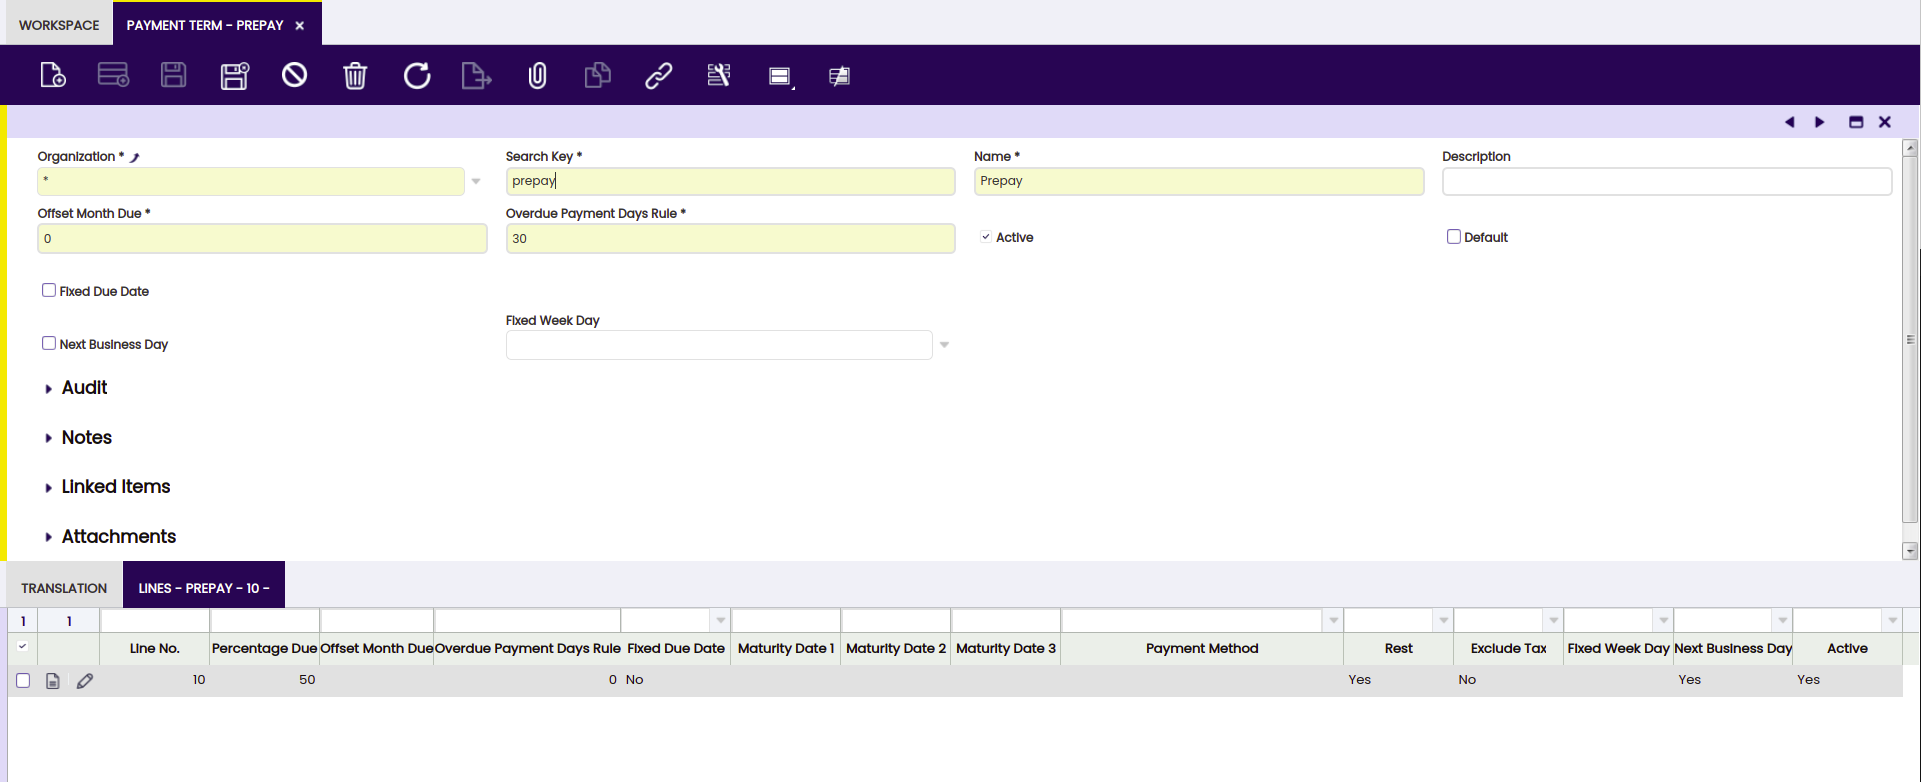 WORKSPACE
PAYMENT TERM - PREPAY ×
Organization *
Search Key *
Name *
Description
*
prepay
Prepay
Offset Month Due *
Overdue Payment Days Rule *
0
30
Active
Default
Fixed Due Date
Fixed Week Day
Next Business Day
Audit
Notes
Linked Items
Attachments
TRANSLATION
LINES - PREPAY - 10 -
1 1
Line No. Percentage Due Offset Month Due Overdue Payment Days Rule Fixed Due Date Maturity Date 1 Maturity Date 2 Maturity Date 3 Payment Method Rest Exclude Tax Fixed Week Day Next Business Day Active
10 50 0 No Yes No Yes Yes